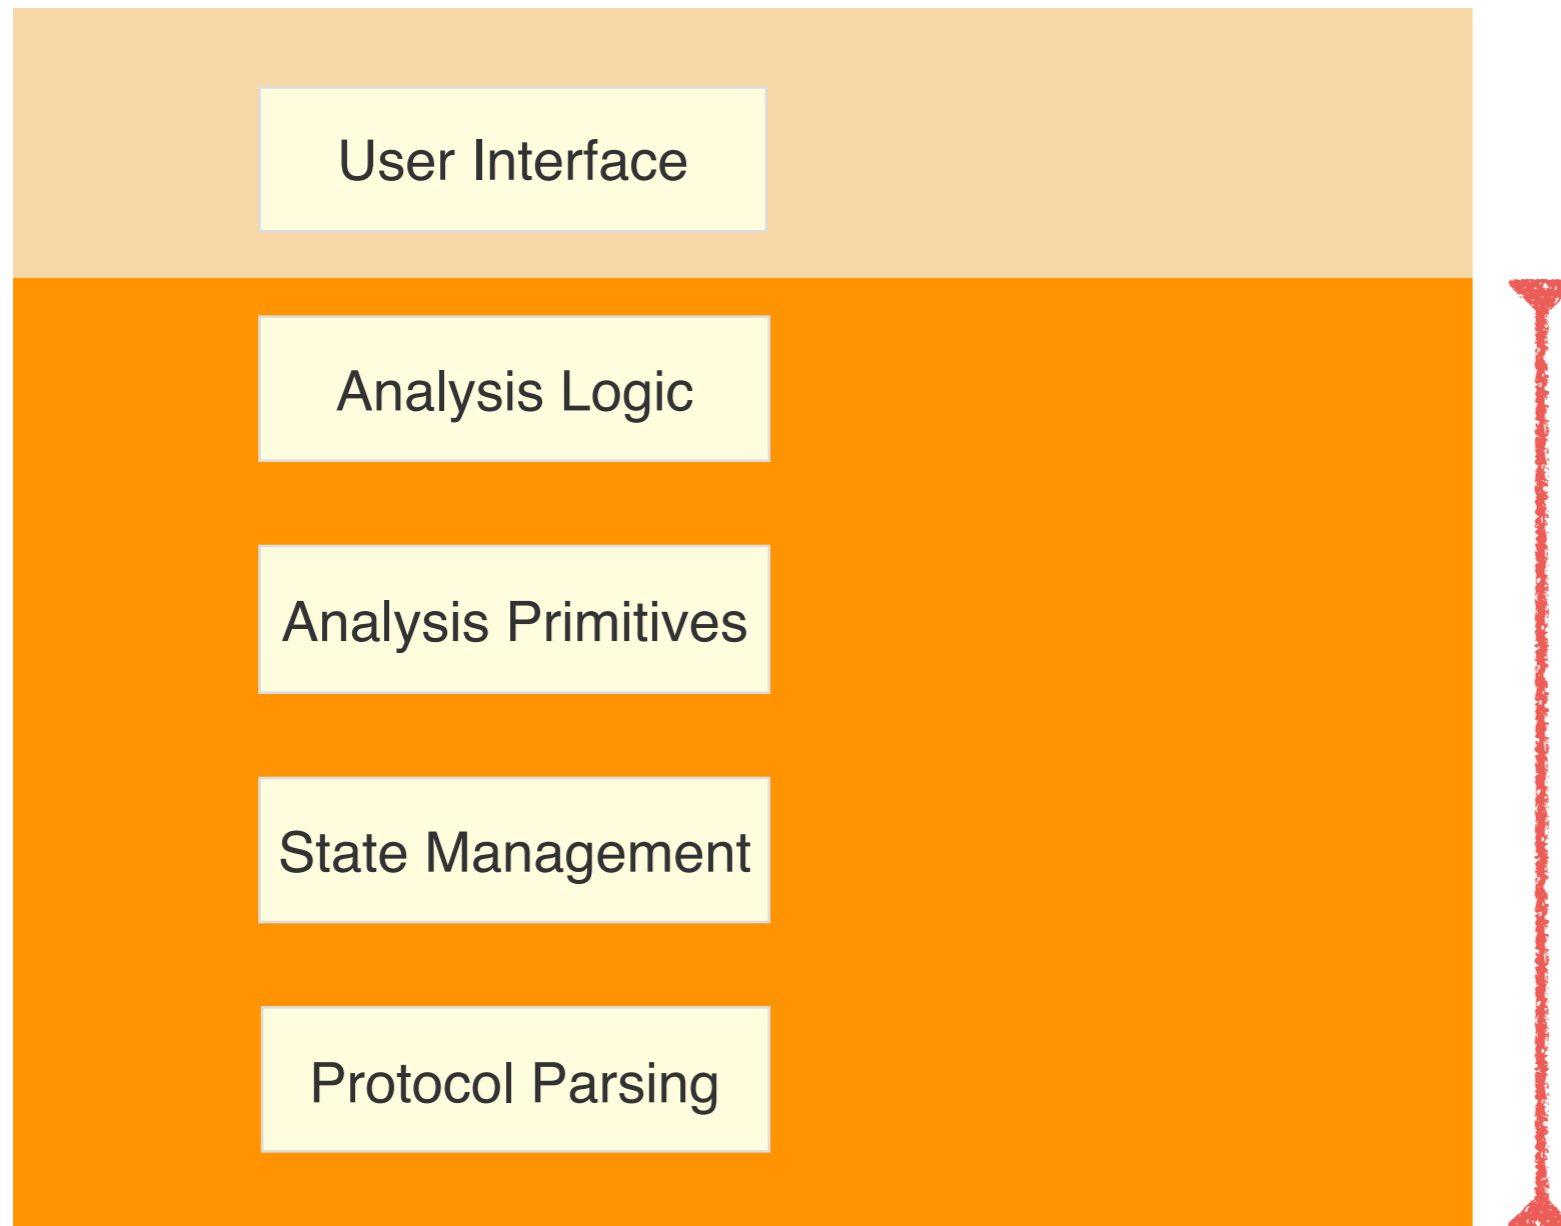 User Interface
Analysis Logic
Analysis Primitives
State Management
Protocol Parsing